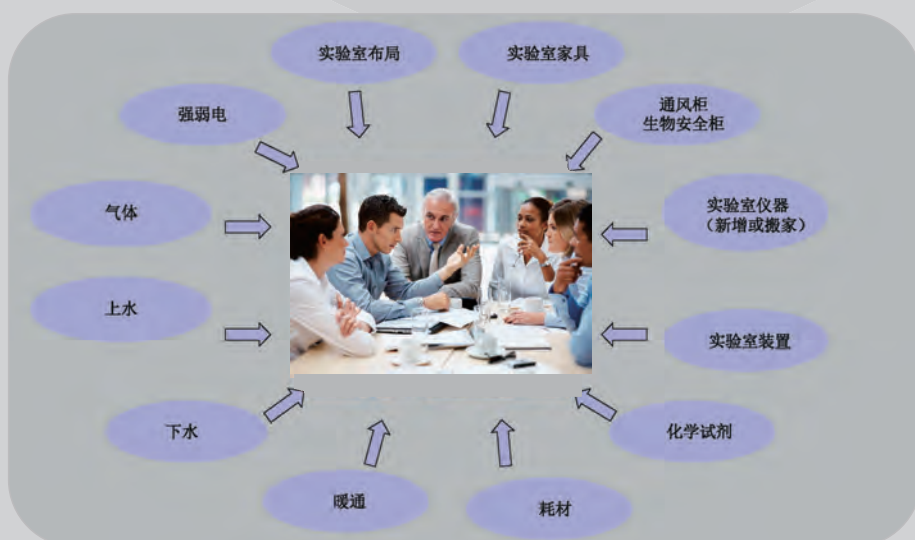 实验室布局
实验室家具
强弱电
通风柜
生物安全柜
气体
实验室仪器
（新增或搬家）
上水
实验室装置
下水
化学试剂
暖通
耗材